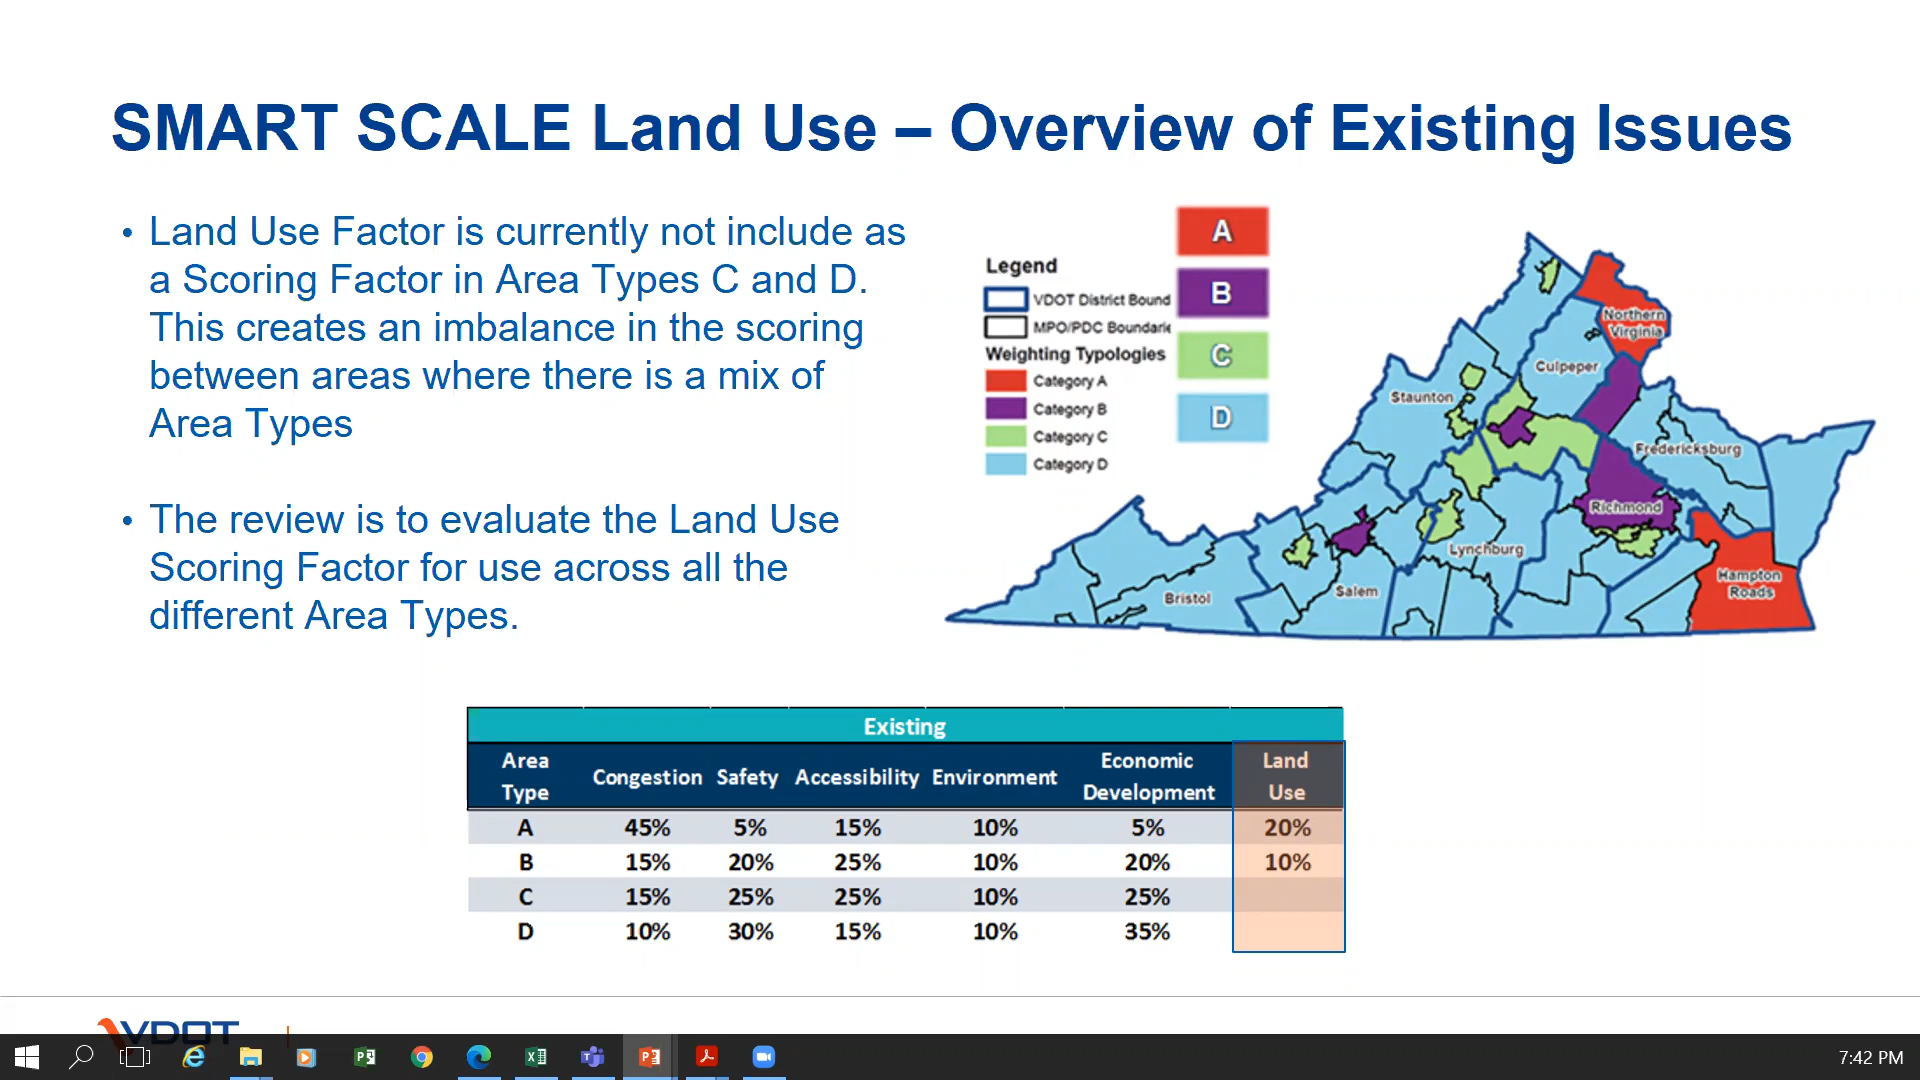 SMART SCALE Land Use – Overview of Existing Issues
• Land Use Factor is currently not include as
a Scoring Factor in Area Types C and D.
This creates an imbalance in the scoring
between areas where there is a mix of
Area Types
• The review is to evaluate the Land Use
Scoring Factor for use across all the
different Area Types.
Legend
VDOT District Bound
MPO/PDC Boundarie
Weighting Typologies
Category A
Category B
Category C
Category D
A
B
C
D
Northern
Virginia
Culpeper
Staunton
Fredericksburg
Richmond
Lynchburg
Hampton
Roads
Salem
Bristol
Existing
Area Type Congestion Safety Accessibility Environment Economic Development Land Use
A 45% 5% 15% 10% 5% 20%
B 15% 20% 25% 10% 20% 10%
C 15% 25% 25% 10% 25%
D 10% 30% 15% 10% 35%
VDOT
7:42 PM